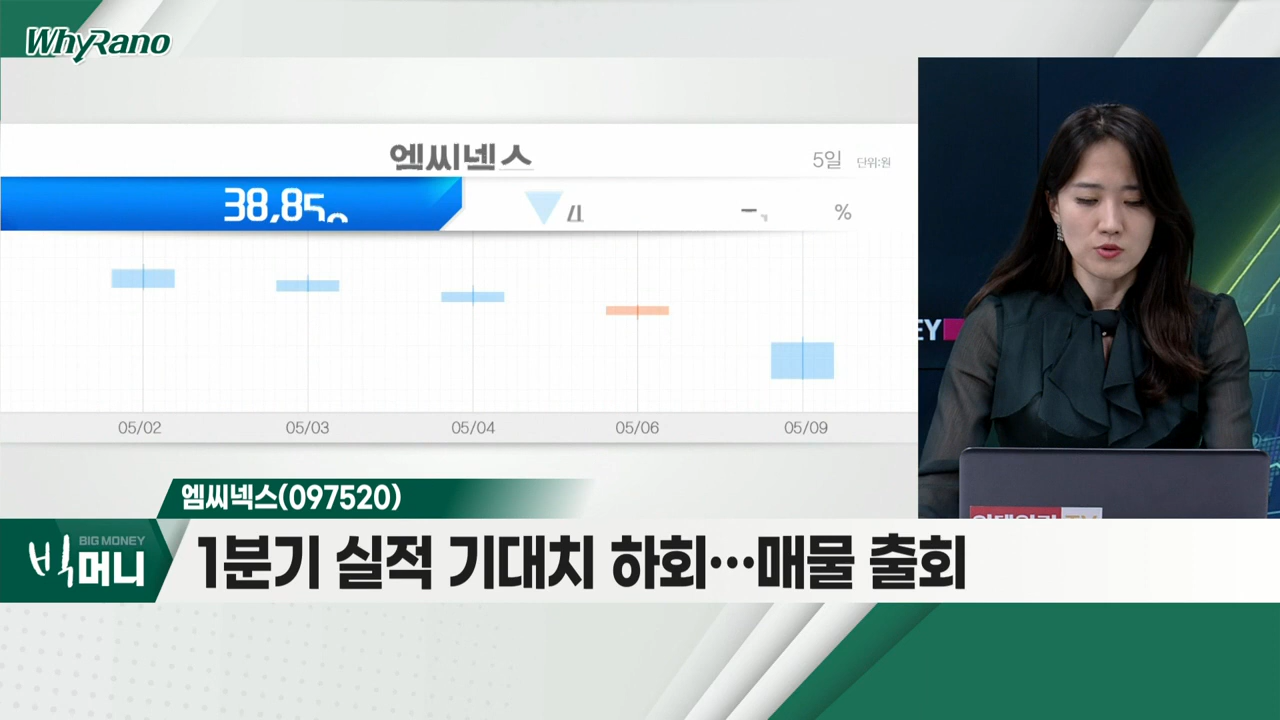 WhyRano
엠씨넥스
5일
단위:원
%
EY
05/02
05/03
05/04
05/06
05/09
엠씨넥스(097520)
BIG MONEY
빅머니
1분기 실적 기대치 하회…매물 출회